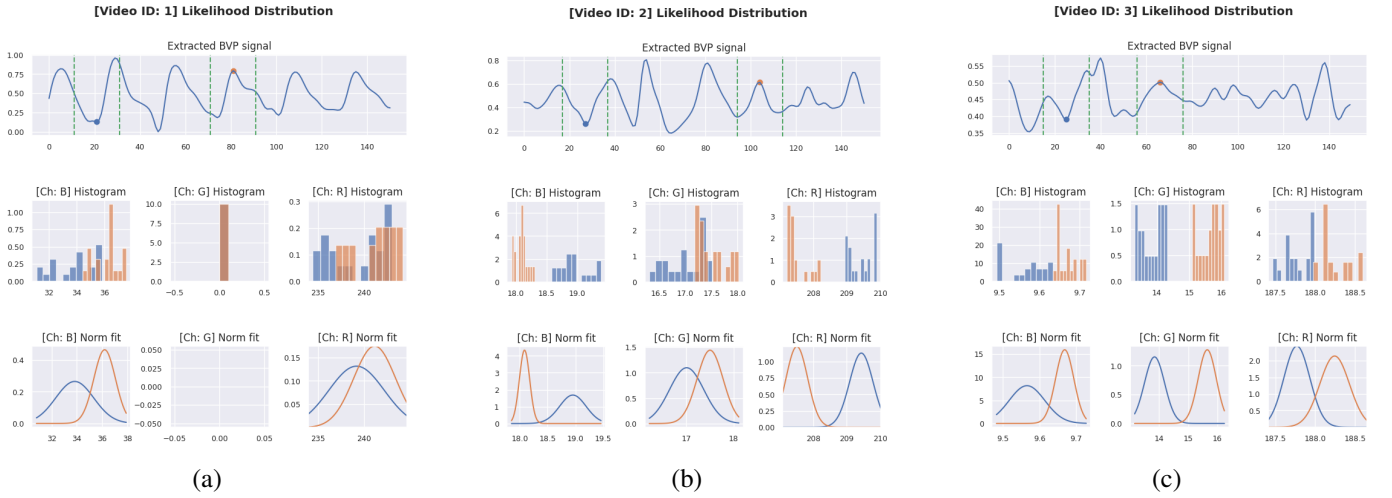 [Video ID: 1] Likelihood Distribution
Extracted BVP signal
1.00
0.75
0.50
0.25
0.00
0 20 40 60 80 100 120 140
[Ch: B] Histogram [Ch: G] Histogram [Ch: R] Histogram
1.00
0.75
0.50
0.25
0.00
32 34 36
10.0
7.5
5.0
2.5
0.0
−0.5 0.0 0.5
0.3
0.2
0.1
0.0
235 240
[Ch: B] Norm fit [Ch: G] Norm fit [Ch: R] Norm fit
0.4
0.2
0.0
32 34 36 38
0.050
0.025
0.000
−0.025
−0.050
−0.05 0.00 0.05
0.15
0.10
0.05
235 240
(a)
[Video ID: 2] Likelihood Distribution
Extracted BVP signal
0.8
0.6
0.4
0.2
0 20 40 60 80 100 120 140
[Ch: B] Histogram [Ch: G] Histogram [Ch: R] Histogram
6
4
2
0
18.0 18.5 19.0
3
2
1
0
16.5 17.0 17.5 18.0
3
2
1
0
208 209 210
[Ch: B] Norm fit [Ch: G] Norm fit [Ch: R] Norm fit
4
3
2
1
0
18.0 18.5 19.0 19.5
1.5
1.0
0.5
0.0
17 18
1.00
0.75
0.50
0.25
0.00
208 209 210
(b)
[Video ID: 3] Likelihood Distribution
Extracted BVP signal
0.55
0.50
0.45
0.40
0.35
0 20 40 60 80 100 120 140
[Ch: B] Histogram [Ch: G] Histogram [Ch: R] Histogram
40
30
20
10
0
9.5 9.6 9.7
1.5
1.0
0.5
0.0
14 15 16
6
4
2
0
187.5 188.0 188.5
[Ch: B] Norm fit [Ch: G] Norm fit [Ch: R] Norm fit
15
10
5
0
9.5 9.6 9.7
1.5
1.0
0.5
0.0
14 15 16
2.0
1.5
1.0
0.5
187.5 188.0 188.5
(c)